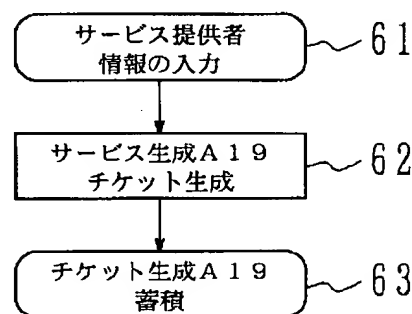 サービス提供者
情報の入力
61
サービス生成A19
チケット生成
62
チケット生成A19
蓄積
63